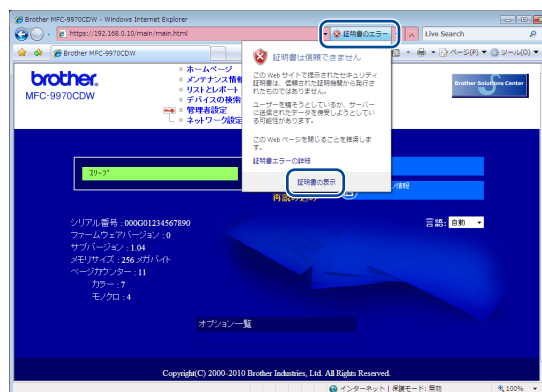 Brother MFC-9970CDW - Windows Internet Explorer
https://192.168.0.10/main/main.html
証明書のエラー
Live Search
Brother MFC-9970CDW
ページ(P)
ツール(O)
brother.
MFC-9970CDW
ホームページ
メンテナンス情報
リストとレポート
デバイスの検索
管理者設定
ネットワーク設定
Brother Solutions Center
証明書は信頼できません
この Web サイトで提示されたセキュリティ
証明書は、信頼された証明機関から発行さ
れたものではありません。
ユーザーを騙そうとしているか、サーバー
に送信されたデータを傍受しようとしてい
る可能性があります。
この Web ページを閉じることを推奨しま
す。
証明書エラーの詳細
証明書の表示
スリープ
シリアル番号 : 000G01234567890
ファームウェアバージョン : 0
サブバージョン : 1.04
メモリサイズ : 256 メガバイト
ページカウンター : 11
カラー : 7
モノクロ : 4
言語: 自動
オプション一覧
Copyright(C) 2000-2010 Brother Industries, Ltd. All Rights Reserved.
インターネット | 保護モード: 無効
100%